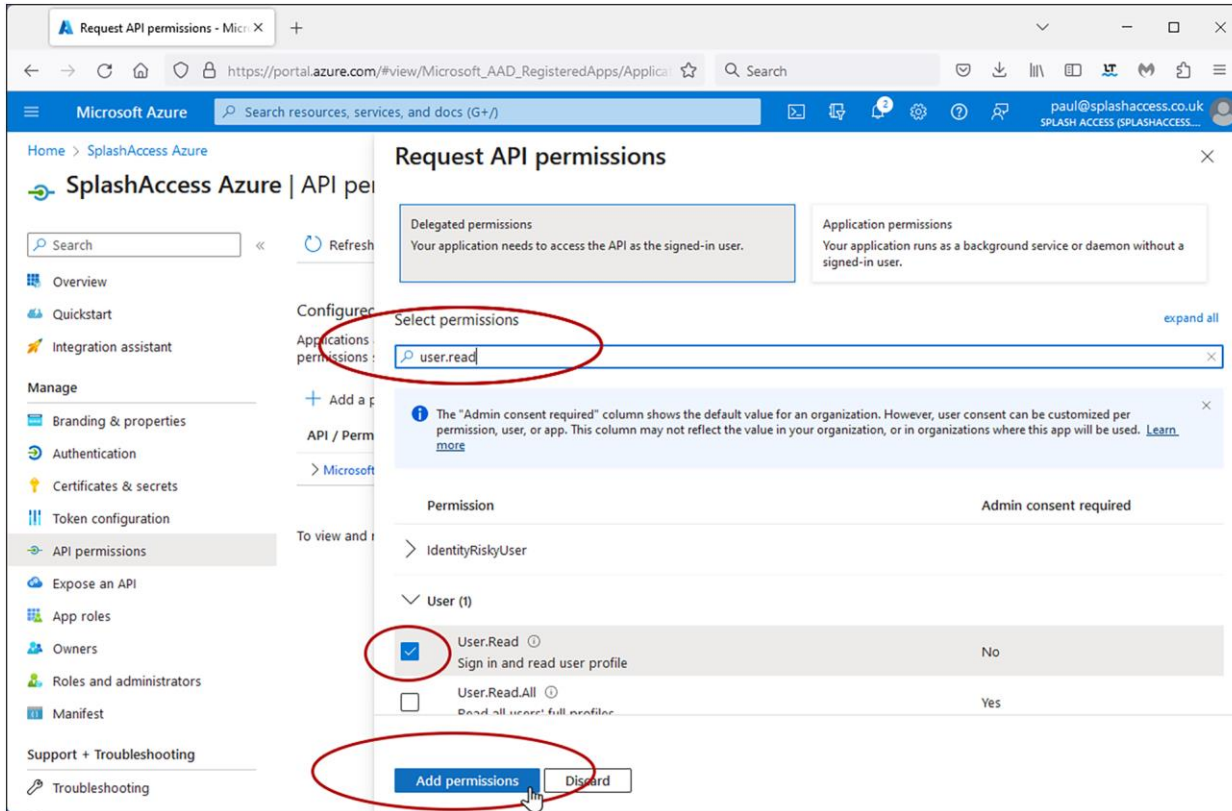 Request API permissions - Micr
https://portal.azure.com/#view/Microsoft_AAD_RegisteredApps/Applica
Search
Microsoft Azure
Search resources, services, and docs (G+/)
2
paul@splashaccess.co.uk
SPLASH ACCESS (SPLASHACCESS....
Home > SplashAccess Azure
SplashAccess Azure | API per
Search
«
Overview
Quickstart
Integration assistant
Manage
Branding & properties
Authentication
Certificates & secrets
Token configuration
API permissions
Expose an API
App roles
Owners
Roles and administrators
Manifest
Support + Troubleshooting
Troubleshooting
Refresh
Configured
Applications
permissions
Add a p
API / Perm
Microsoft
To view and
Request API permissions
Delegated permissions
Your application needs to access the API as the signed-in user.
Application permissions
Your application runs as a background service or daemon without a
signed-in user.
Select permissions
expand all
user.read
The "Admin consent required" column shows the default value for an organization. However, user consent can be customized per
permission, user, or app. This column may not reflect the value in your organization, or in organizations where this app will be used. Learn
more
Permission
Admin consent required
IdentityRiskyUser
User (1)
User.Read
Sign in and read user profile
No
User.Read.All
Read all users' full profiles
Yes
Add permissions
Discard